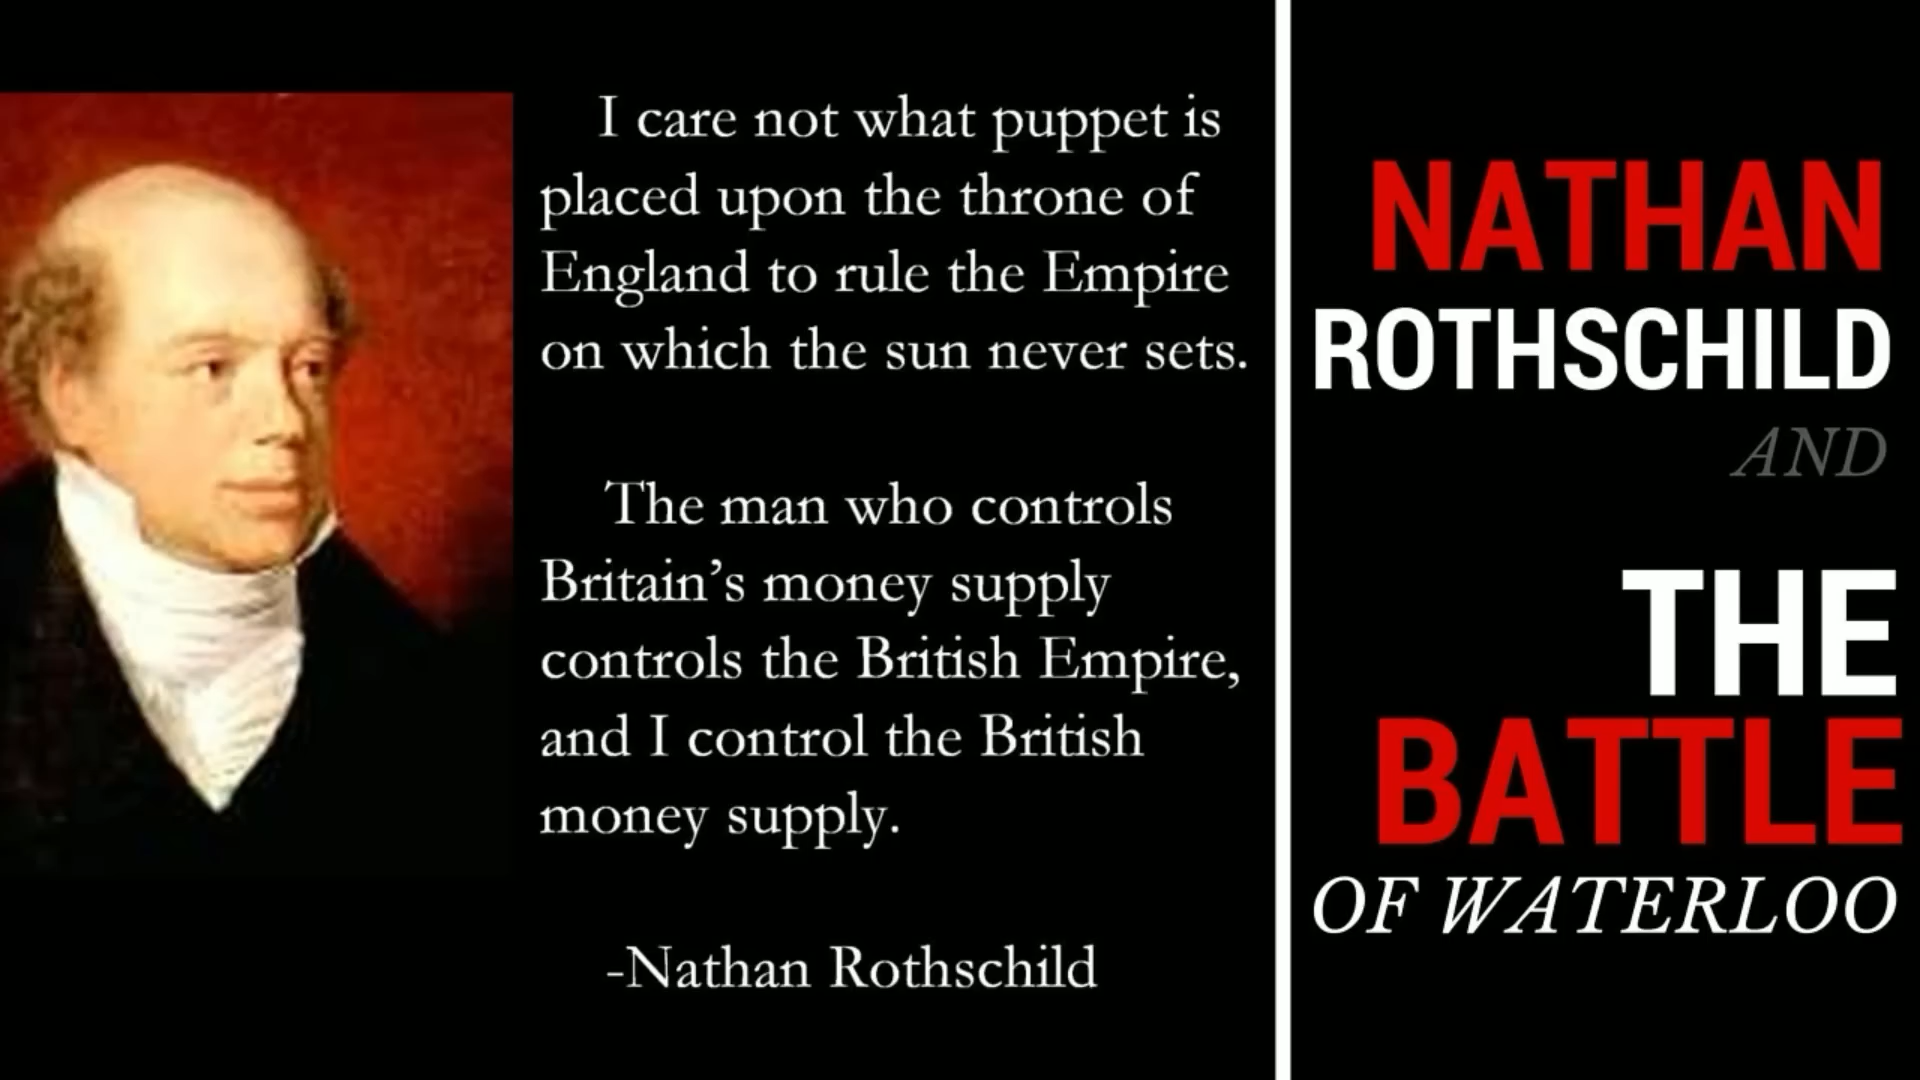 I care not what puppet is
placed upon the throne of
England to rule the Empire
on which the sun never sets.
The man who controls
Britain’s money supply
controls the British Empire,
and I control the British
money supply.
-Nathan Rothschild
NATHAN
ROTHSCHILD
AND
THE
BATTLE
OF WATERLOO